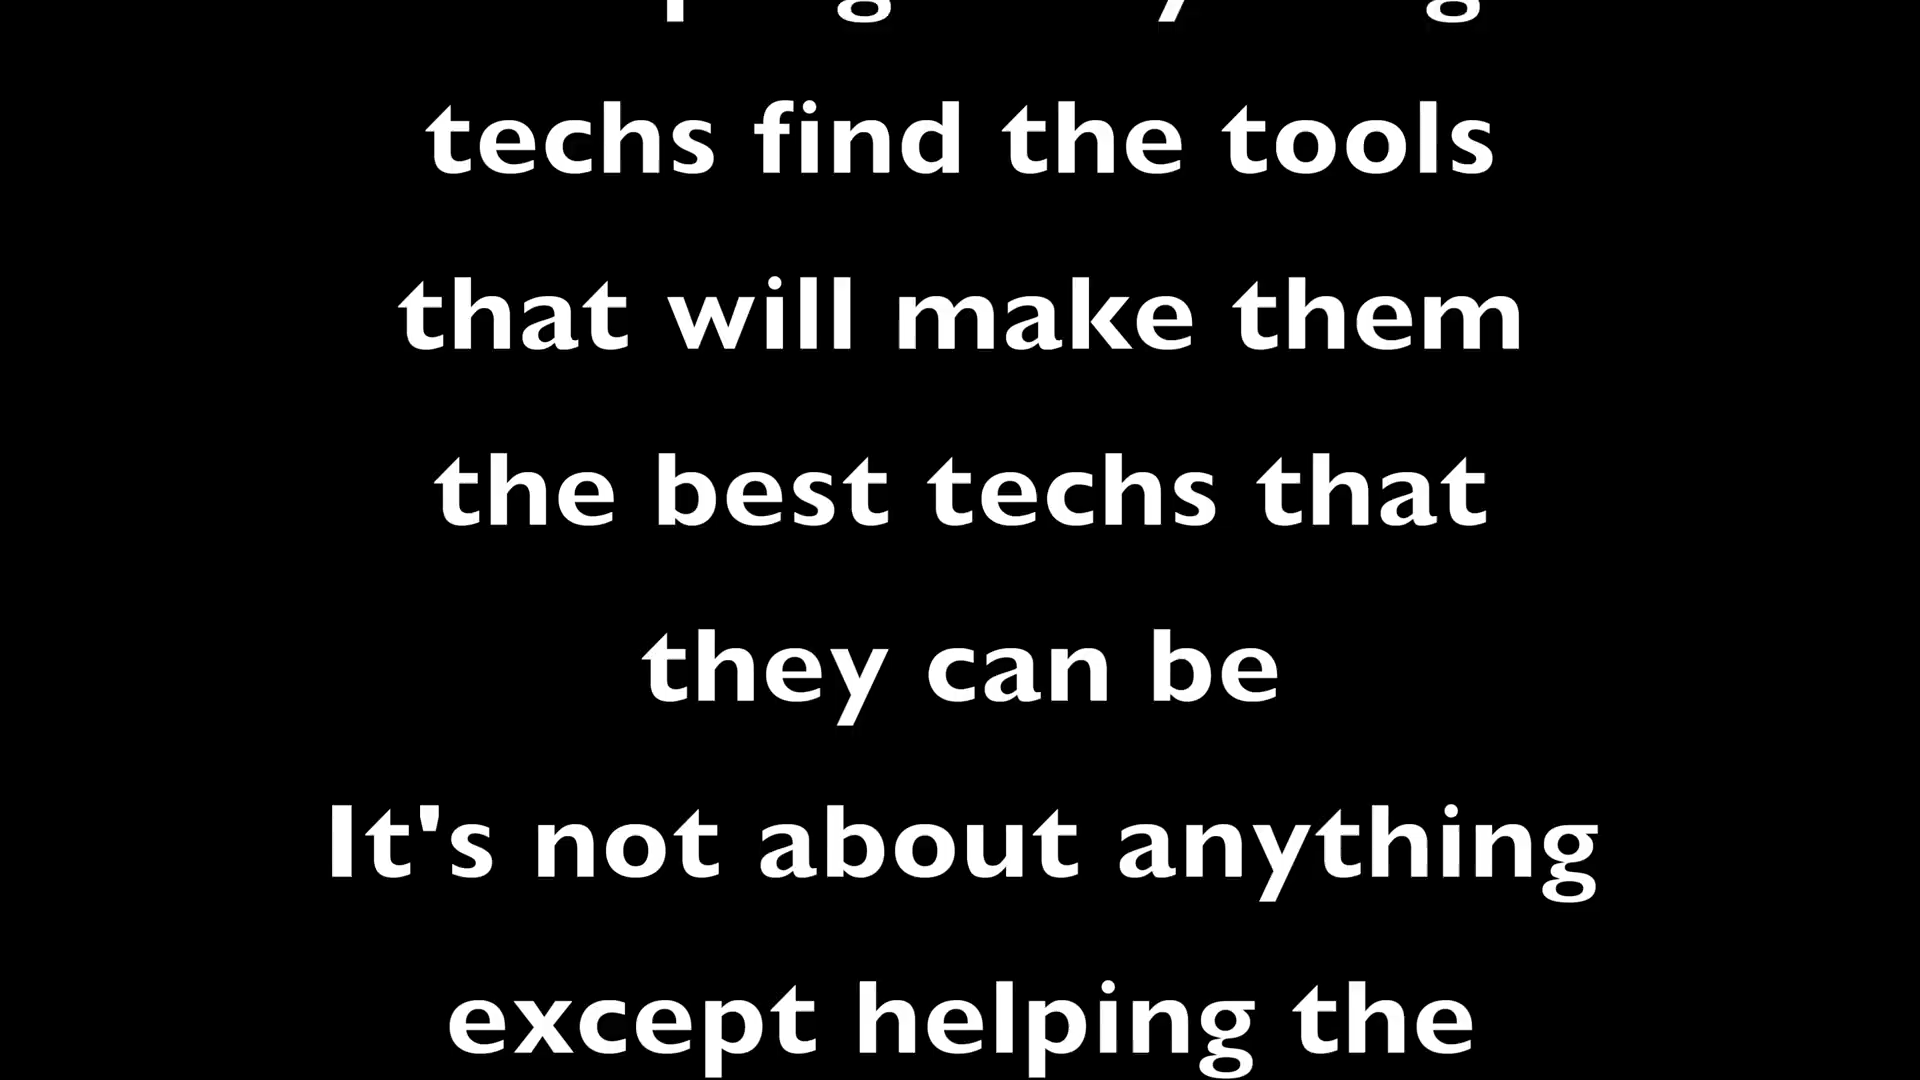 techs find the tools
that will make them
the best techs that
they can be
It's not about anything
except helping the